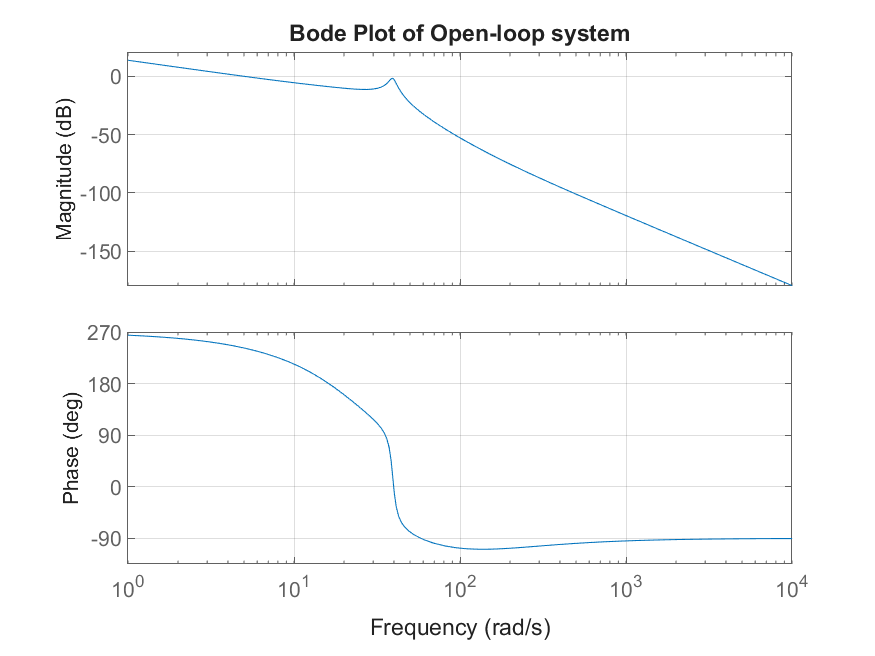 Bode Plot of Open-loop system
0
-50
-100
-150
Magnitude (dB)
270
180
90
0
-90
Phase (deg)
10^0 10^1 10^2 10^3 10^4
Frequency (rad/s)